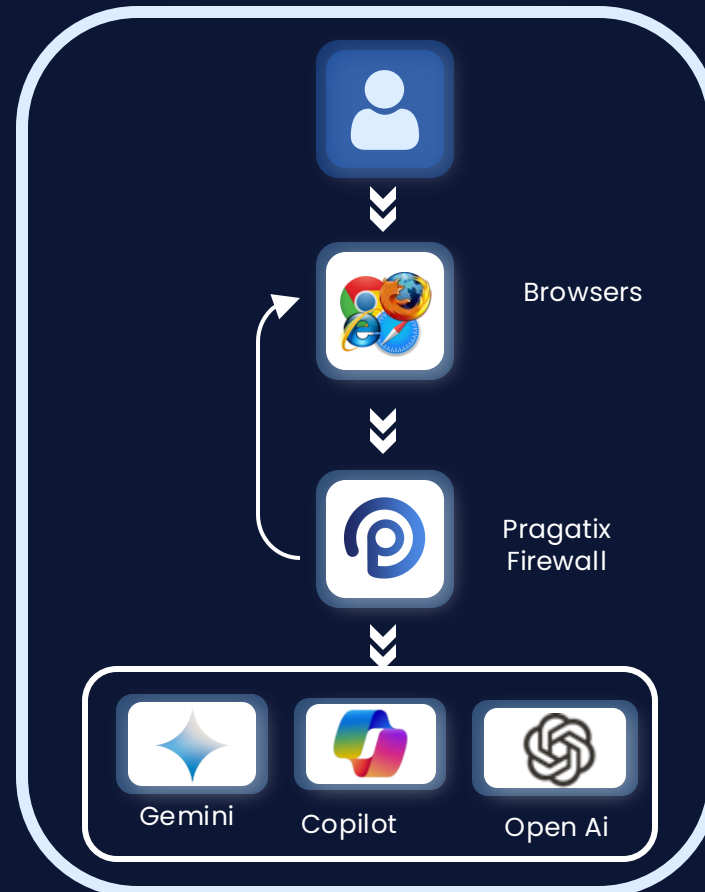 Browsers
Pragatix
Firewall
Gemini
Copilot
Open Ai